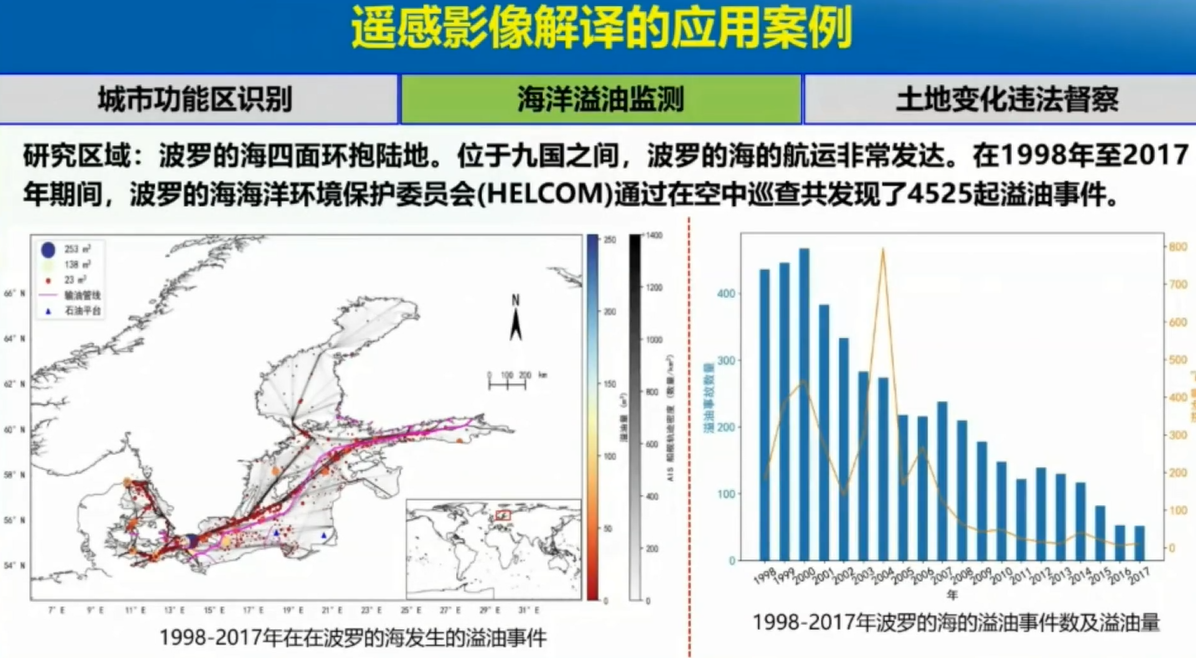 遥感影像解译的应用案例
城市功能区识别
海洋溢油监测
土地变化违法督察
研究区域：波罗的海四面环抱陆地。位于九国之间，波罗的海的航运非常发达。在1998年至2017
年期间，波罗的海海洋环境保护委员会(HELCOM)通过在空中巡查共发现了4525起溢油事件。
253 m²
138 m²
23 m²
输油管线
石油平台
66° N
64° N
62° N
60° N
58° N
56° N
54° N
7° E 9° E 11° E 13° E 15° E 17° E 19° E 21° E 23° E 25° E 27° E 29° E 31° E
N
0 100 200 km
250
200
150
100
50
0
溢油量 (m²)
1400
1200
1000
800
600
400
200
0
AIS 船舰轨迹密度 (数量/km²)
1998-2017年在在波罗的海发生的溢油事件
溢油事故数量
400
300
200
100
0
800
700
600
500
400
300
200
100
0
1998 1999 2000 2001 2002 2003 2004 2005 2006 2007 2008 2009 2010 2011 2012 2013 2014 2015 2016 2017
年
1998-2017年波罗的海的溢油事件数及溢油量